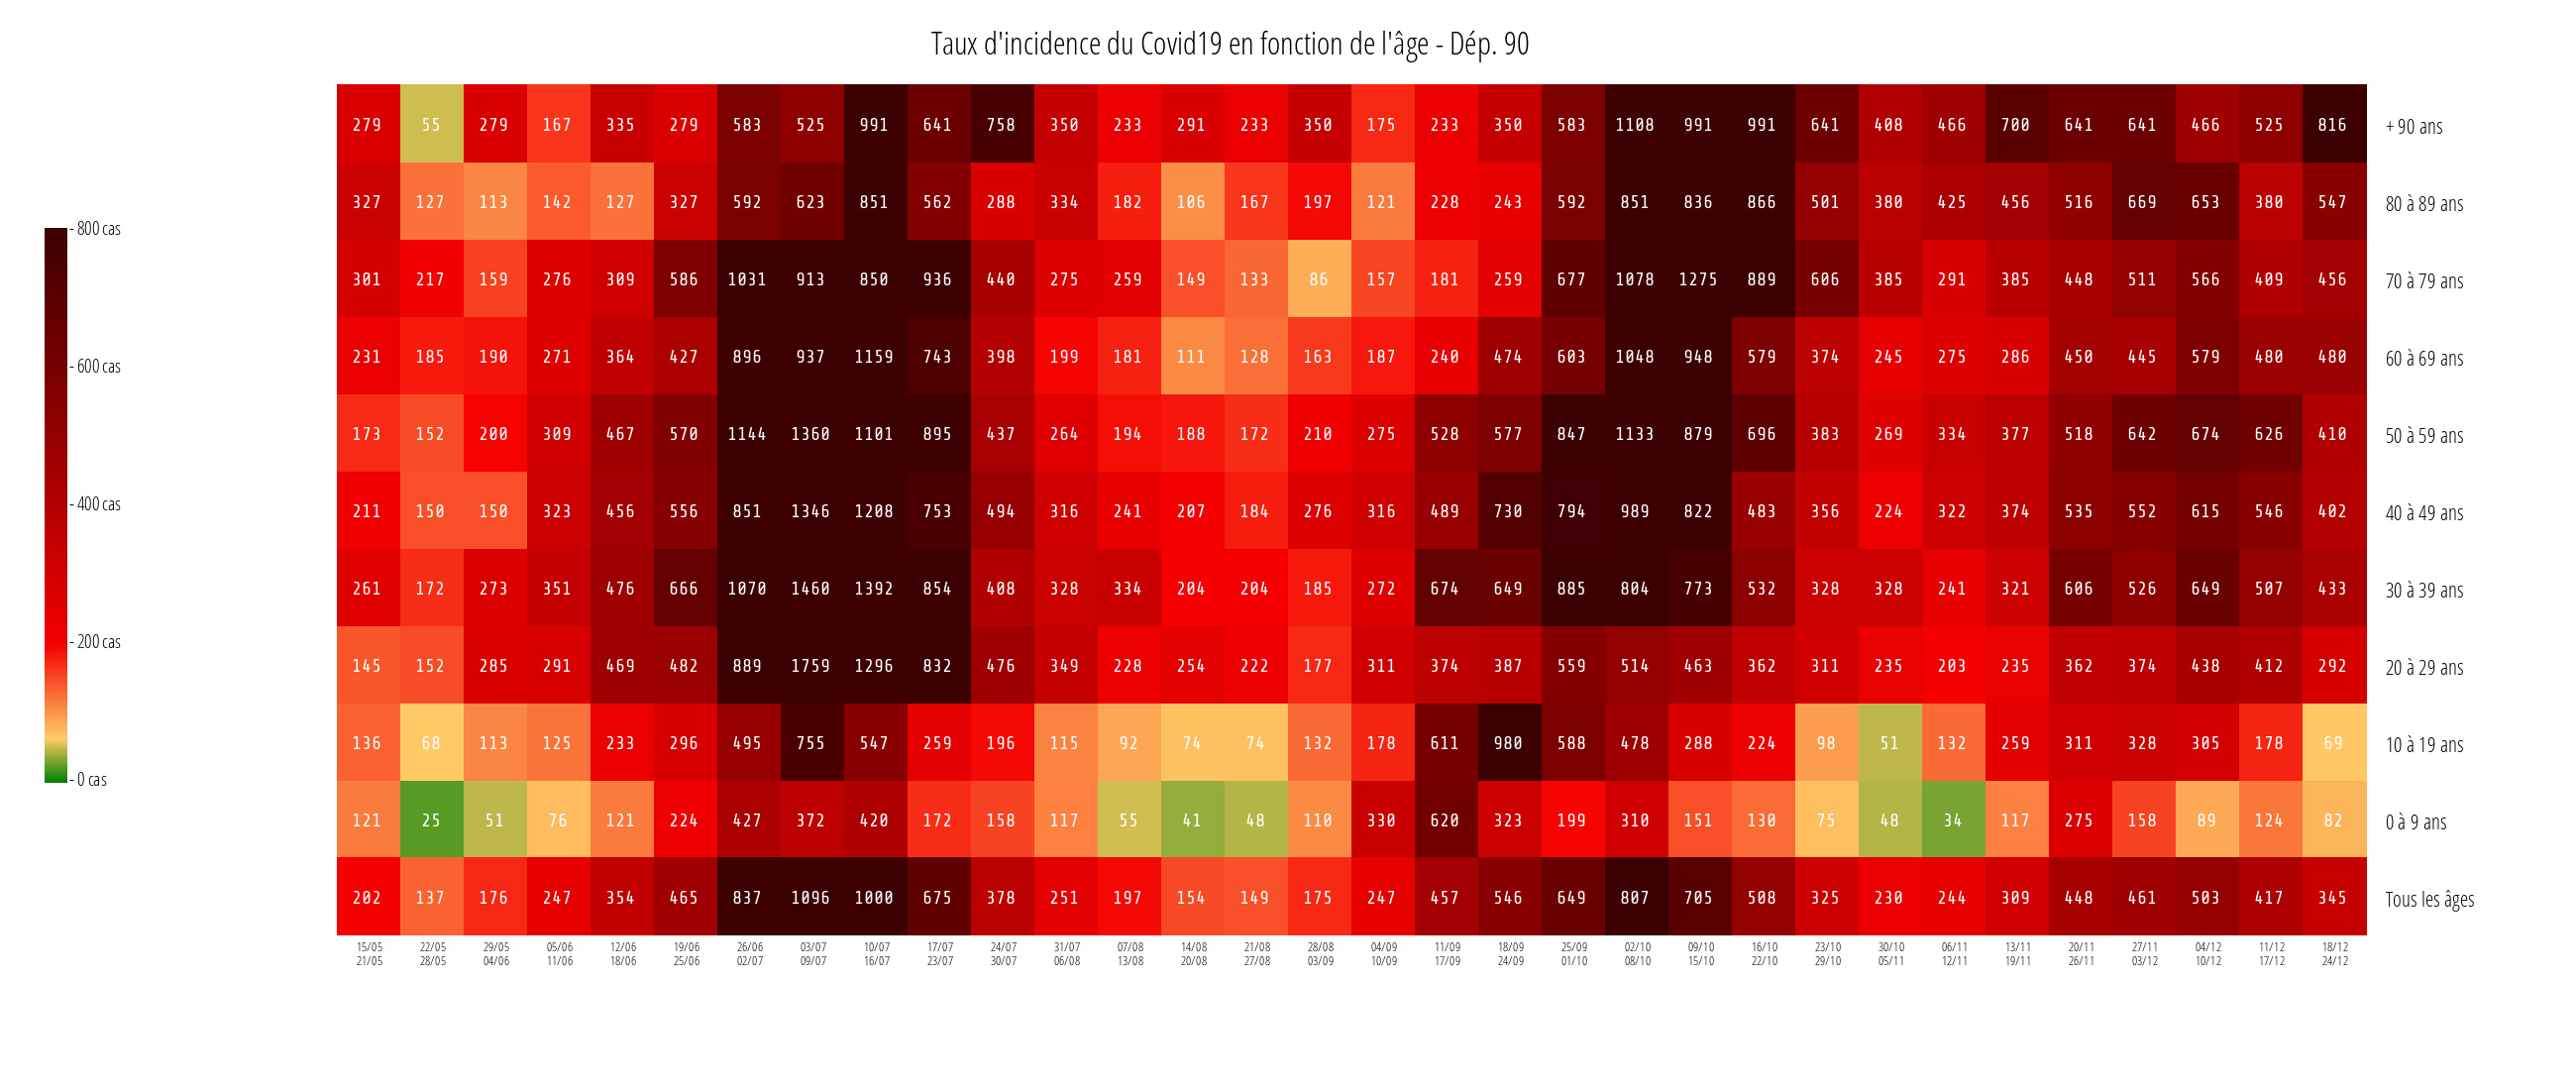 Taux d'incidence du Covid19 en fonction de l'âge - Dép. 90
279 55 279 167 335 279 583 525 991 641 758 350 233 291 233 350 175 233 350 583 1108 991 991 641 408 466 700 641 641 466 525 816 + 90 ans
327 127 113 142 127 327 592 623 851 562 288 334 182 106 167 197 121 228 243 592 851 836 866 501 380 425 456 516 669 653 380 547 80 à 89 ans
- 800 cas
301 217 159 276 309 586 1031 913 850 936 440 275 259 149 133 86 157 181 259 677 1078 1275 889 606 385 291 385 448 511 566 409 456 70 à 79 ans
231 185 190 271 364 427 896 937 1159 743 398 199 181 111 128 163 187 240 474 603 1048 948 579 374 245 275 286 450 445 579 480 480 60 à 69 ans
- 600 cas
173 152 200 309 467 570 1144 1360 1101 895 437 264 194 188 172 210 275 528 577 847 1133 879 696 383 269 334 377 518 642 674 626 410 50 à 59 ans
- 400 cas
211 150 150 323 456 556 851 1346 1208 753 494 316 241 207 184 276 316 489 730 794 989 822 483 356 224 322 374 535 552 615 546 402 40 à 49 ans
261 172 273 351 476 666 1070 1460 1392 854 408 328 334 204 204 185 272 674 649 885 804 773 532 328 328 241 321 606 526 649 507 433 30 à 39 ans
- 200 cas
145 152 285 291 469 482 889 1759 1296 832 476 349 228 254 222 177 311 374 387 559 514 463 362 311 235 203 235 362 374 438 412 292 20 à 29 ans
136 68 113 125 233 296 495 755 547 259 196 115 92 74 74 132 178 611 980 588 478 288 224 98 51 132 259 311 328 305 178 69 10 à 19 ans
- 0 cas
121 25 51 76 121 224 427 372 420 172 158 117 55 41 48 110 330 620 323 199 310 151 130 75 48 34 117 275 158 89 124 82 0 à 9 ans
202 137 176 247 354 465 837 1096 1000 675 378 251 197 154 149 175 247 457 546 649 807 705 508 325 230 244 309 448 461 503 417 345 Tous les âges
15/05 22/05 29/05 05/06 12/06 19/06 26/06 03/07 10/07 17/07 24/07 31/07 07/08 14/08 21/08 28/08 04/09 11/09 18/09 25/09 02/10 09/10 16/10 23/10 30/10 06/11 13/11 20/11 27/11 04/12 11/12 18/12
21/05 28/05 04/06 11/06 18/06 25/06 02/07 09/07 16/07 23/07 30/07 06/08 13/08 20/08 27/08 03/09 10/09 17/09 24/09 01/10 08/10 15/10 22/10 29/10 05/11 12/11 19/11 26/11 03/12 10/12 17/12 24/12